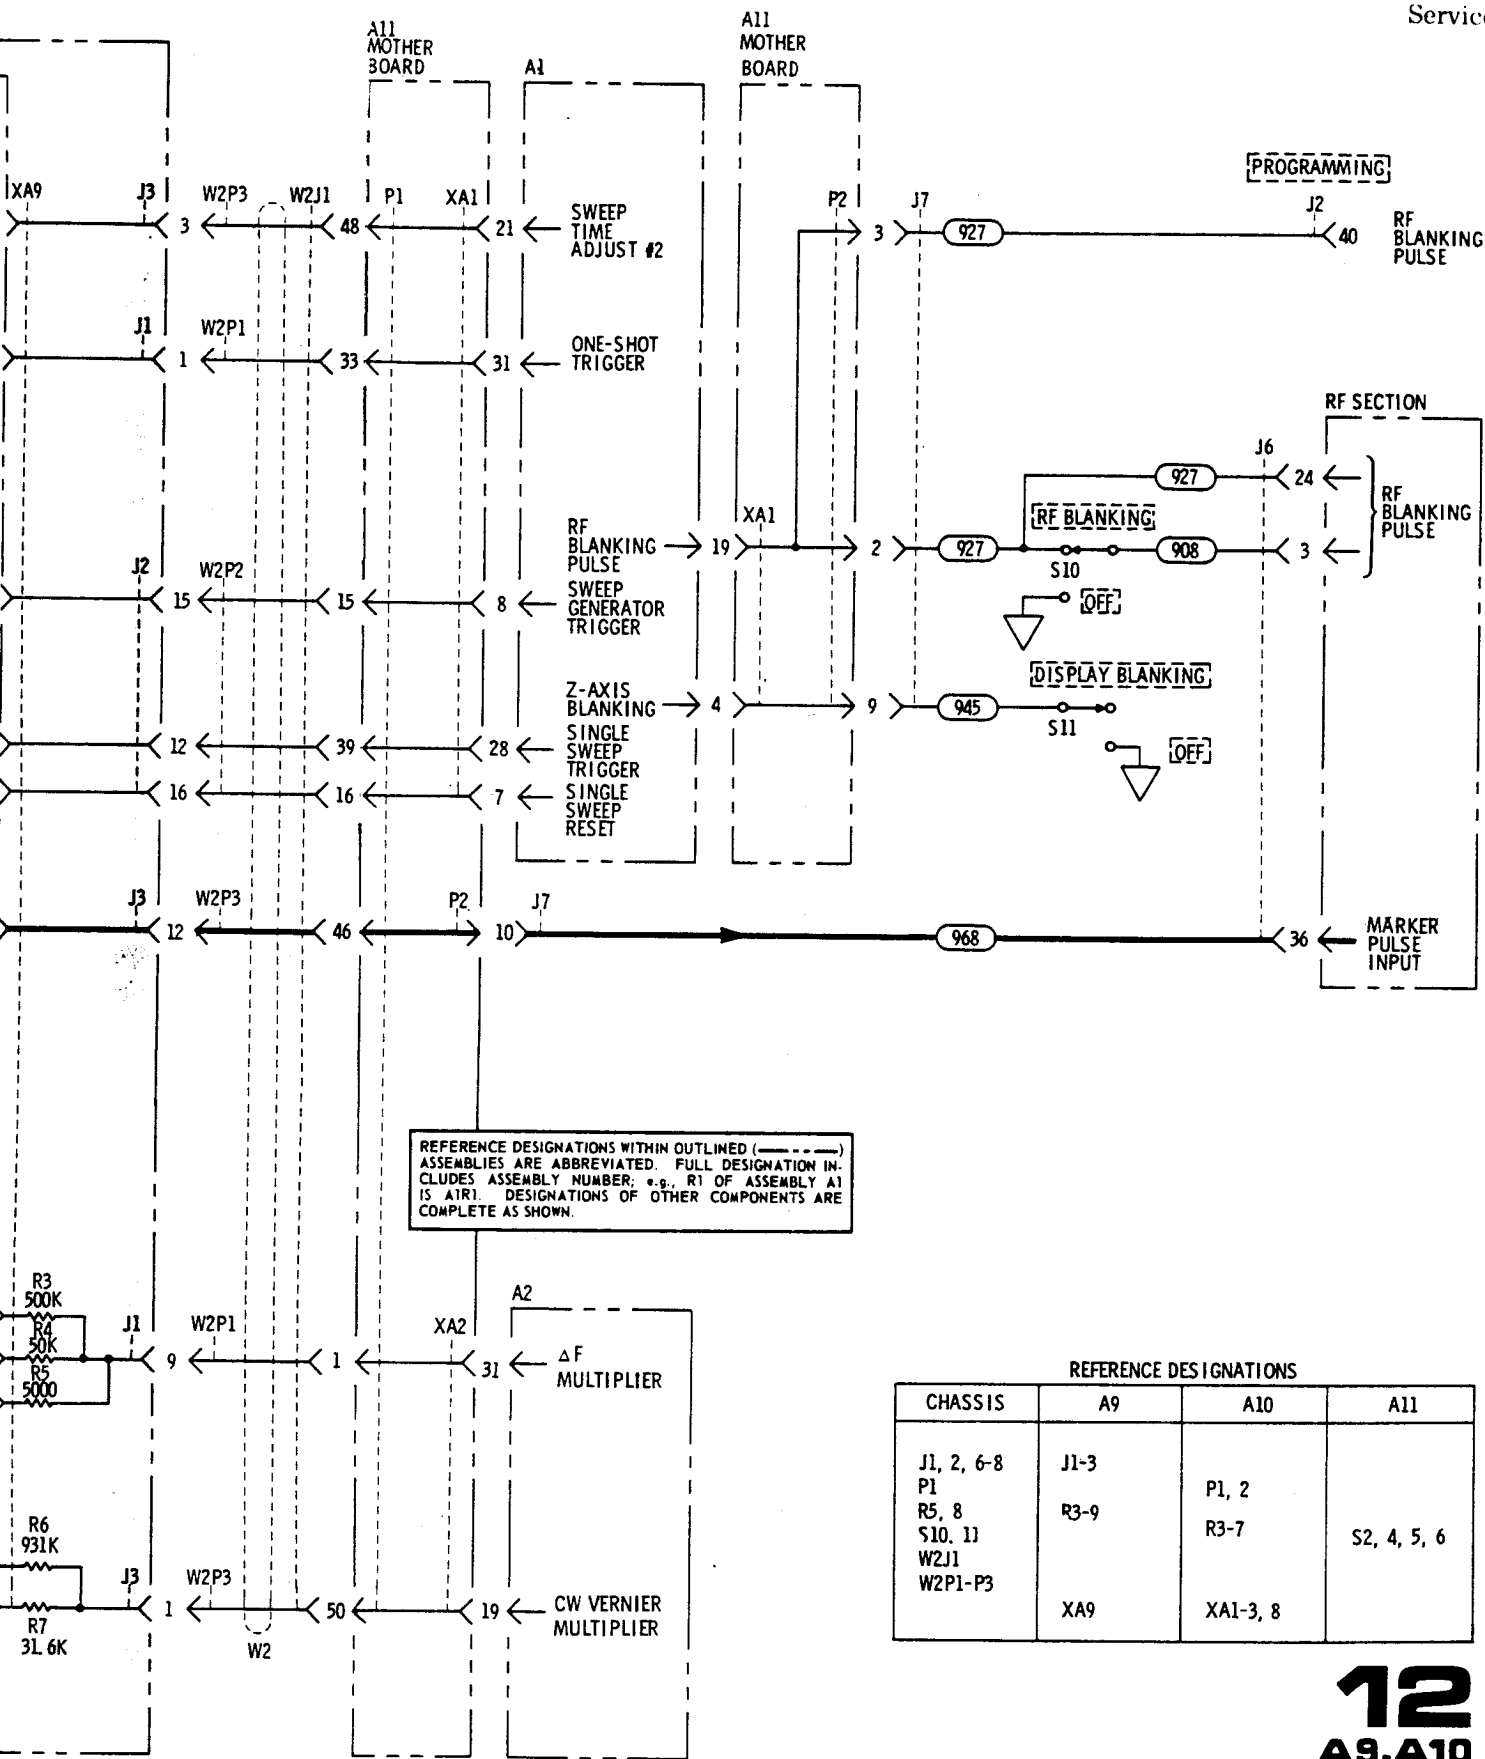 Servic
A11
MOTHER
BOARD
A1
A11
MOTHER
BOARD
[PROGRAMMING]
XA9
J3
W2P3
W2J1
P1
XA1
P2
J7
J2
3
48
21
SWEEP
TIME
ADJUST #2
3
927
40
RF
BLANKING
PULSE
J1
W2P1
1
33
31
ONE-SHOT
TRIGGER
RF SECTION
J6
927
24
RF
BLANKING
PULSE
RF
BLANKING
PULSE
19
XA1
2
927
[RF BLANKING]
S10
908
3
[OFF]
J2
W2P2
15
15
8
SWEEP
GENERATOR
TRIGGER
Z-AXIS
BLANKING
4
9
945
[DISPLAY BLANKING]
S11
[OFF]
12
39
28
SINGLE
SWEEP
TRIGGER
16
16
7
SINGLE
SWEEP
RESET
J3
W2P3
P2
J7
12
46
10
968
36
MARKER
PULSE
INPUT
REFERENCE DESIGNATIONS WITHIN OUTLINED (— - - —)
ASSEMBLIES ARE ABBREVIATED. FULL DESIGNATION IN-
CLUDES ASSEMBLY NUMBER; e.g., R1 OF ASSEMBLY A1
IS A1R1. DESIGNATIONS OF OTHER COMPONENTS ARE
COMPLETE AS SHOWN.
R3
500K
R4
50K
R5
5000
J1
W2P1
XA2
A2
9
1
31
ΔF
MULTIPLIER
R6
931K
R7
31.6K
J3
W2P3
1
50
19
CW VERNIER
MULTIPLIER
W2
REFERENCE DESIGNATIONS
CHASSIS A9 A10 A11
J1, 2, 6-8 J1-3
P1 P1, 2
R5, 8 R3-9 R3-7
S10, 11 S2, 4, 5, 6
W2J1
W2P1-P3
XA9 XA1-3, 8
12
A9,A10